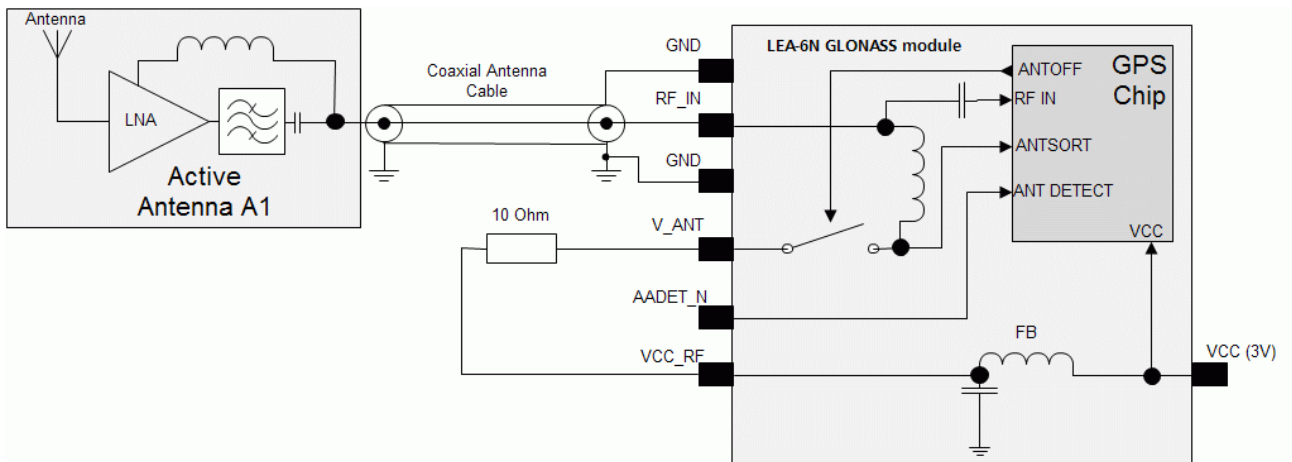 Antenna
LNA
Active
Antenna A1
Coaxial Antenna
Cable
10 Ohm
GND
RF_IN
GND
V_ANT
AADET_N
VCC_RF
LEA-6N GLONASS module
GPS
Chip
ANTOFF
RF IN
ANTSORT
ANT DETECT
VCC
FB
VCC (3V)